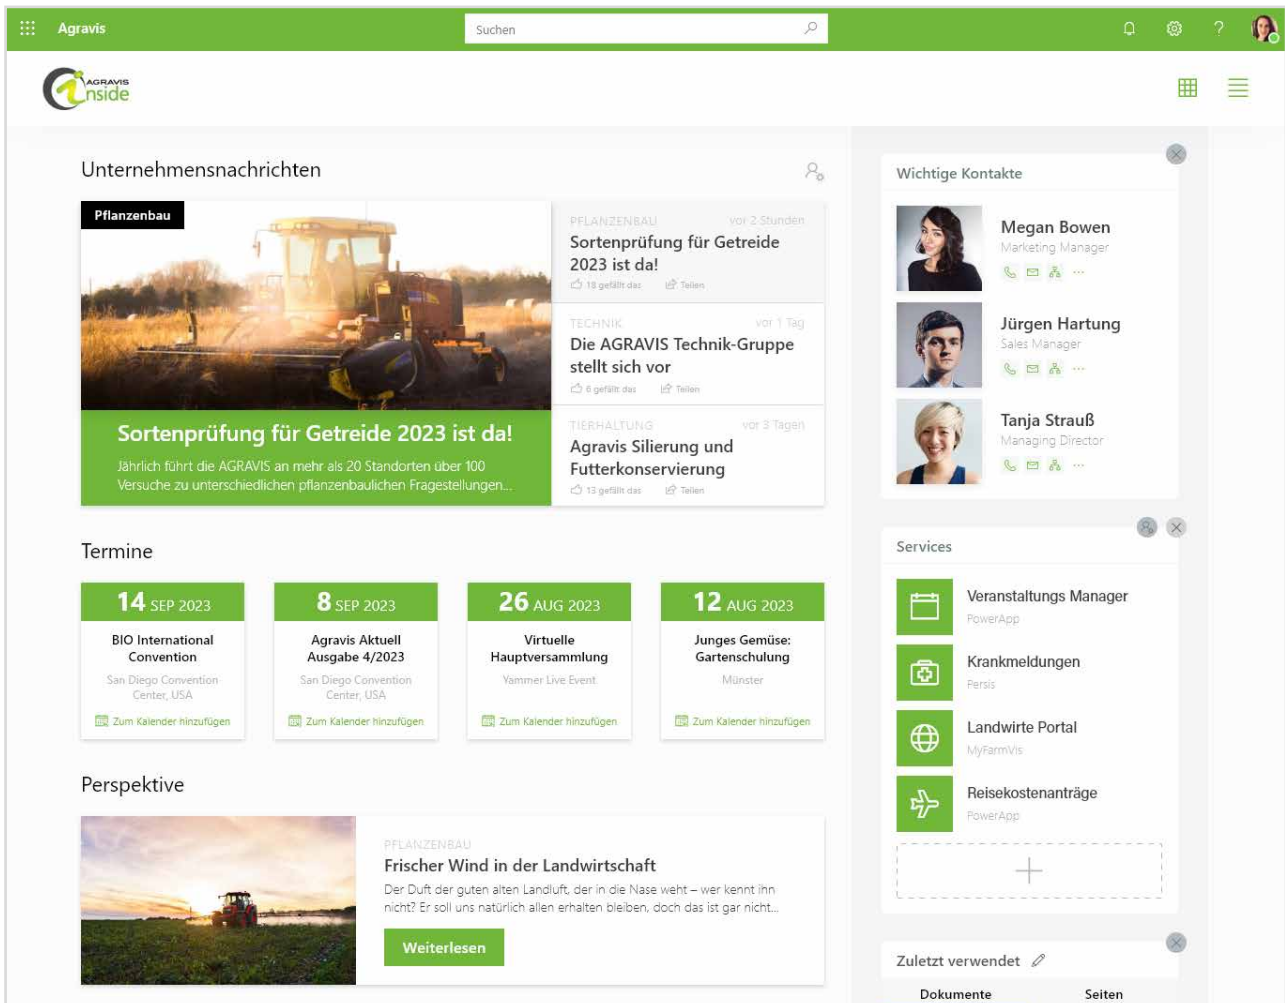 Agravis
Suchen
AGRAVIS
inside
Unternehmensnachrichten
Pflanzenbau
Sortenprüfung für Getreide 2023 ist da!
Jährlich führt die AGRAVIS an mehr als 20 Standorten über 100
Versuche zu unterschiedlichen pflanzenbaulichen Fragestellungen...
PFLANZENBAU vor 2 Stunden
Sortenprüfung für Getreide
2023 ist da!
18 gefällt das Teilen
TECHNIK vor 1 Tag
Die AGRAVIS Technik-Gruppe
stellt sich vor
6 gefällt das Teilen
TIERHALTUNG vor 3 Tagen
Agravis Silierung und
Futterkonservierung
13 gefällt das Teilen
Termine
14 SEP 2023
BIO International
Convention
San Diego Convention
Center, USA
Zum Kalender hinzufügen
8 SEP 2023
Agravis Aktuell
Ausgabe 4/2023
San Diego Convention
Center, USA
Zum Kalender hinzufügen
26 AUG 2023
Virtuelle
Hauptversammlung
Yammer Live Event
Zum Kalender hinzufügen
12 AUG 2023
Junges Gemüse:
Gartenschulung
Münster
Zum Kalender hinzufügen
Perspektive
PFLANZENBAU
Frischer Wind in der Landwirtschaft
Der Duft der guten alten Landluft, der in die Nase weht – wer kennt ihn
nicht? Er soll uns natürlich allen erhalten bleiben, doch das ist gar nicht...
Weiterlesen
Wichtige Kontakte
Megan Bowen
Marketing Manager
Jürgen Hartung
Sales Manager
Tanja Strauß
Managing Director
Services
Veranstaltungs Manager
PowerApp
Krankmeldungen
Persis
Landwirte Portal
MyFarmVis
Reisekostenanträge
PowerApp
Zuletzt verwendet
Dokumente Seiten